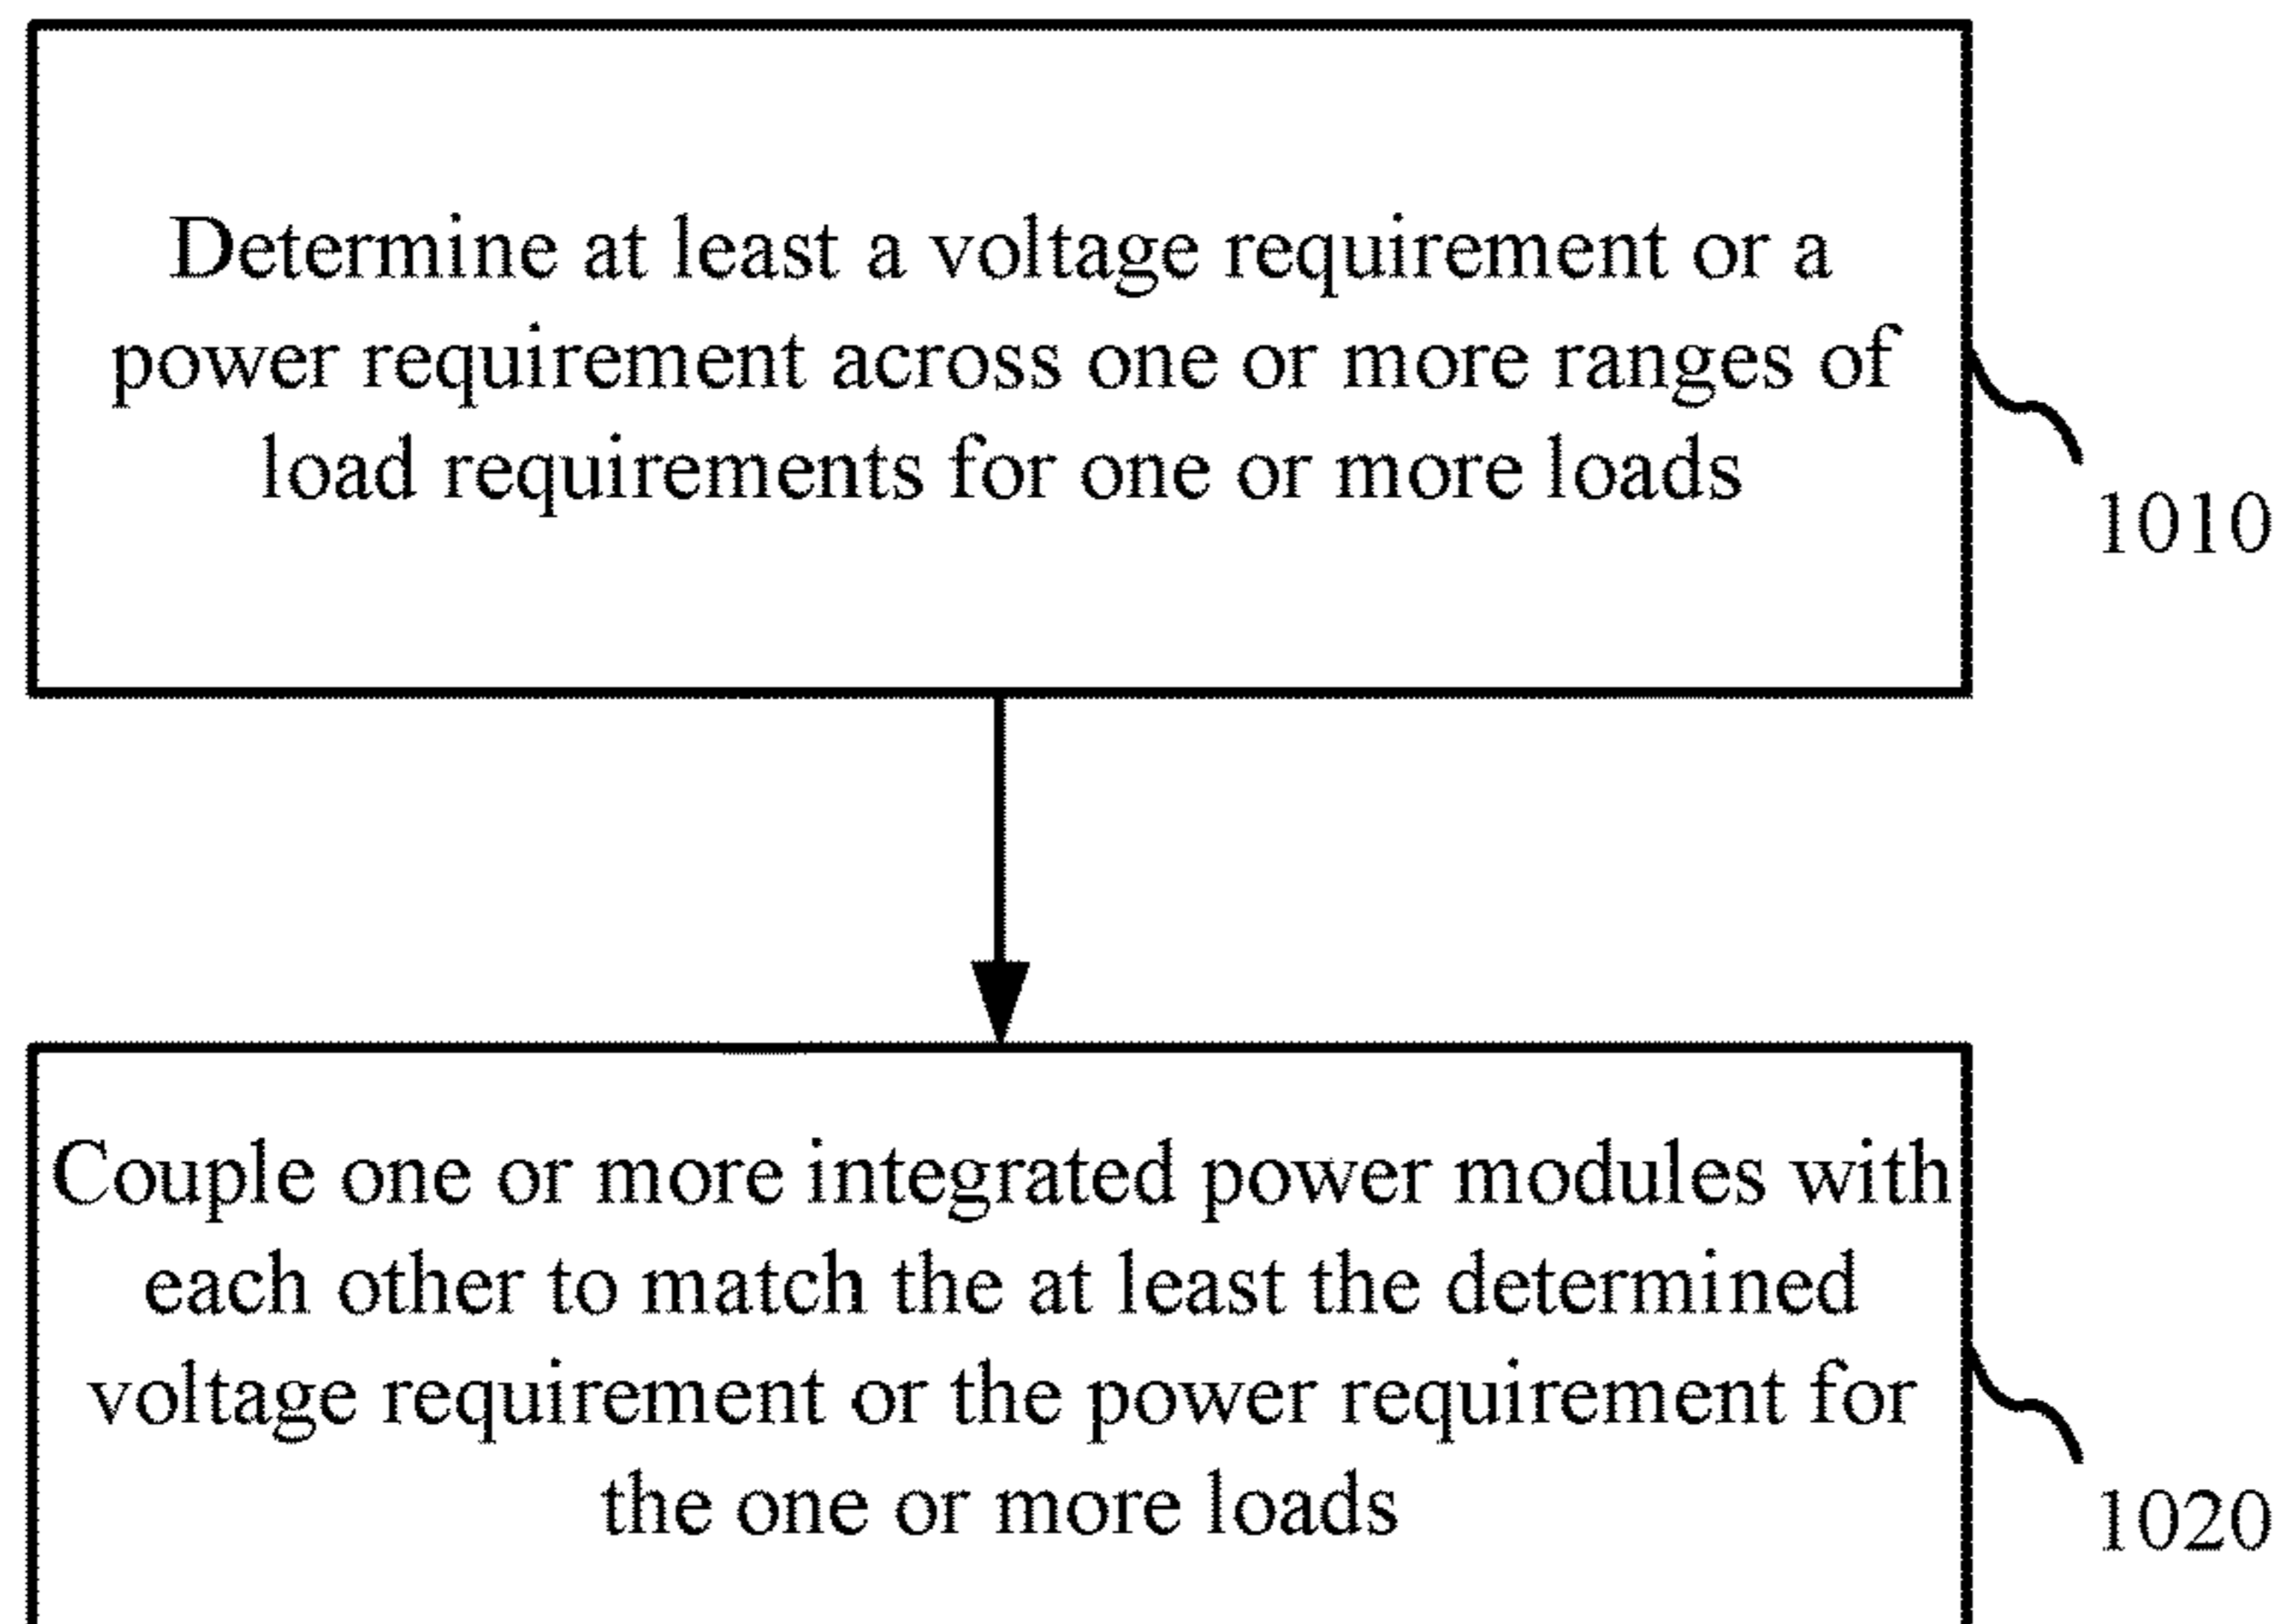 Determine at least a voltage requirement or a
power requirement across one or more ranges of
load requirements for one or more loads
1010
Couple one or more integrated power modules with
each other to match the at least the determined
voltage requirement or the power requirement for
the one or more loads
1020